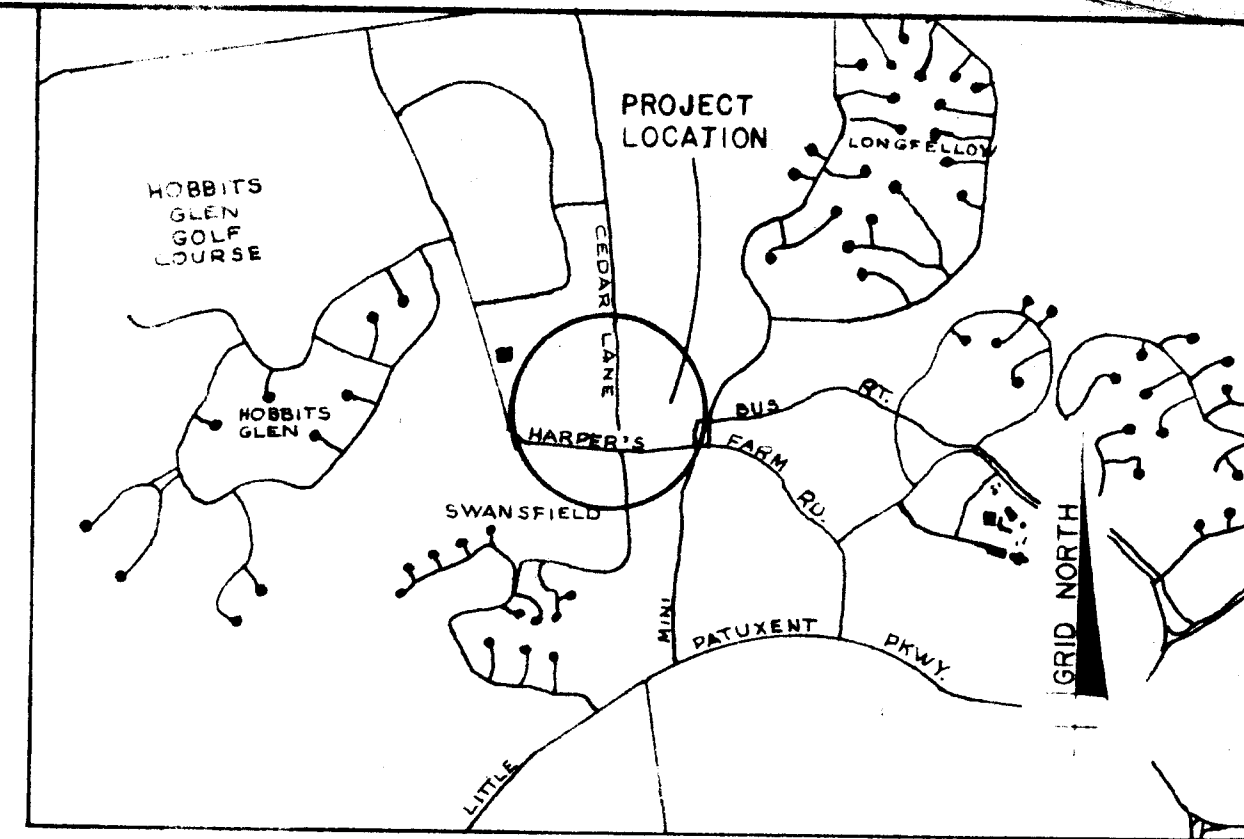 PROJECT
LOCATION
LONGFELLOW
HOBBITS
GLEN
GOLF
COURSE
CEDAR LANE
HOBBITS
GLEN
HARPER'S FARM RD.
MINI BUS RT.
SWANSFIELD
LITTLE PATUXENT PKWY.
GRID NORTH